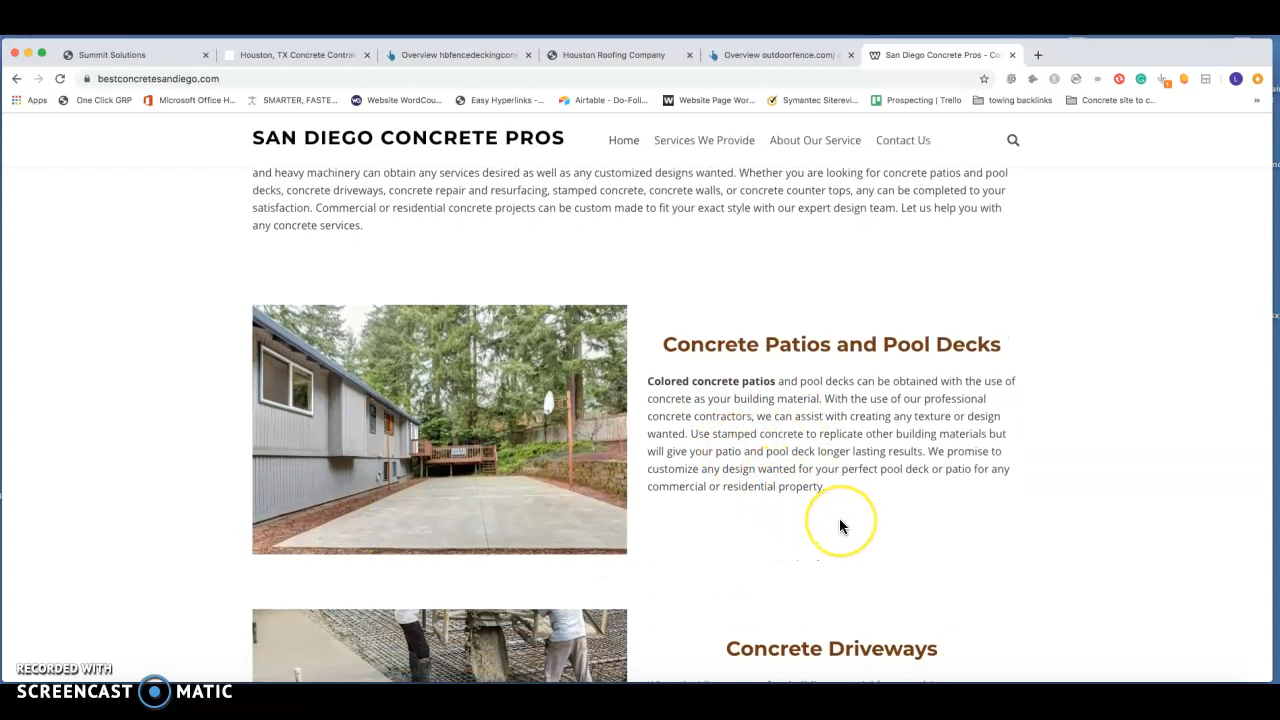 Summit Solutions
Houston, TX Concrete Contrac
Overview hbfencedeckingcons
Houston Roofing Company
Overview outdoorfence.com/
San Diego Concrete Pros - Co
bestconcretesandiego.com
L
1
Apps
One Click GRP
Microsoft Office H...
SMARTER, FASTE...
Website WordCou...
Easy Hyperlinks -...
Airtable - Do-Foll...
Website Page Wor...
Symantec Siterevi...
Prospecting | Trello
towing backlinks
Concrete site to c...
SAN DIEGO CONCRETE PROS
Home
Services We Provide
About Our Service
Contact Us
and heavy machinery can obtain any services desired as well as any customized designs wanted. Whether you are looking for concrete patios and pool
decks, concrete driveways, concrete repair and resurfacing, stamped concrete, concrete walls, or concrete counter tops, any can be completed to your
satisfaction. Commercial or residential concrete projects can be custom made to fit your exact style with our expert design team. Let us help you with
any concrete services.
Concrete Patios and Pool Decks
Colored concrete patios and pool decks can be obtained with the use of
concrete as your building material. With the use of our professional
concrete contractors, we can assist with creating any texture or design
wanted. Use stamped concrete to replicate other building materials but
will give your patio and pool deck longer lasting results. We promise to
customize any design wanted for your perfect pool deck or patio for any
commercial or residential property.
Concrete Driveways
RECORDED WITH
SCREENCAST MATIC